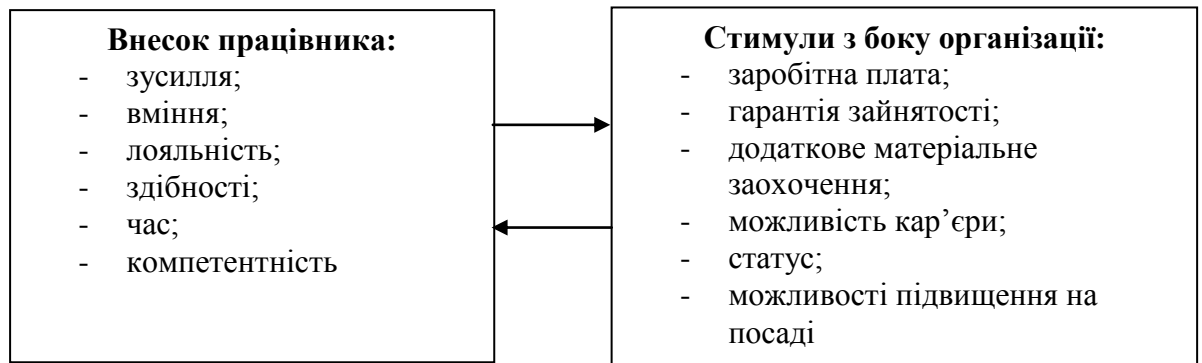 Внесок працівника:
- зусилля;
- вміння;
- лояльність;
- здібності;
- час;
- компетентність
Стимули з боку організації:
- заробітна плата;
- гарантія зайнятості;
- додаткове матеріальне
заохочення;
- можливість кар’єри;
- статус;
- можливості підвищення на
посаді